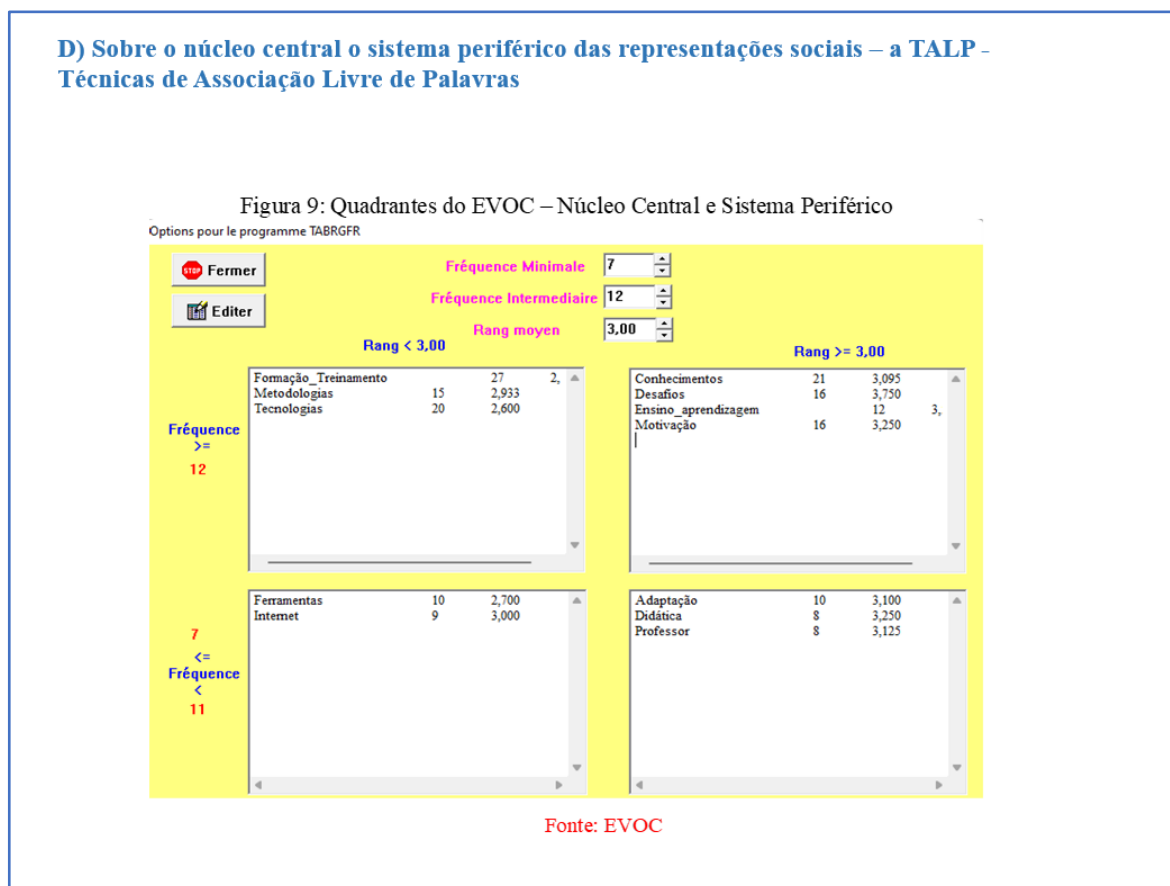 D) Sobre o núcleo central o sistema periférico das representações sociais – a TALP -
Técnicas de Associação Livre de Palavras
Figura 9: Quadrantes do EVOC – Núcleo Central e Sistema Periférico
Options pour le programme TABRGFR
STOP Fermer
Fréquence Minimale 7
Editer
Fréquence Intermediaire 12
Rang moyen 3,00
Rang < 3,00
Rang >= 3,00
Fréquence
>=
12
Formação_Treinamento 27 2,
Metodologias 15 2,933
Tecnologias 20 2,600
Conhecimentos 21 3,095
Desafios 16 3,750
Ensino_aprendizagem 12 3,
Motivação 16 3,250
7
<=
Fréquence
<
11
Ferramentas 10 2,700
Internet 9 3,000
Adaptação 10 3,100
Didática 8 3,250
Professor 8 3,125
Fonte: EVOC